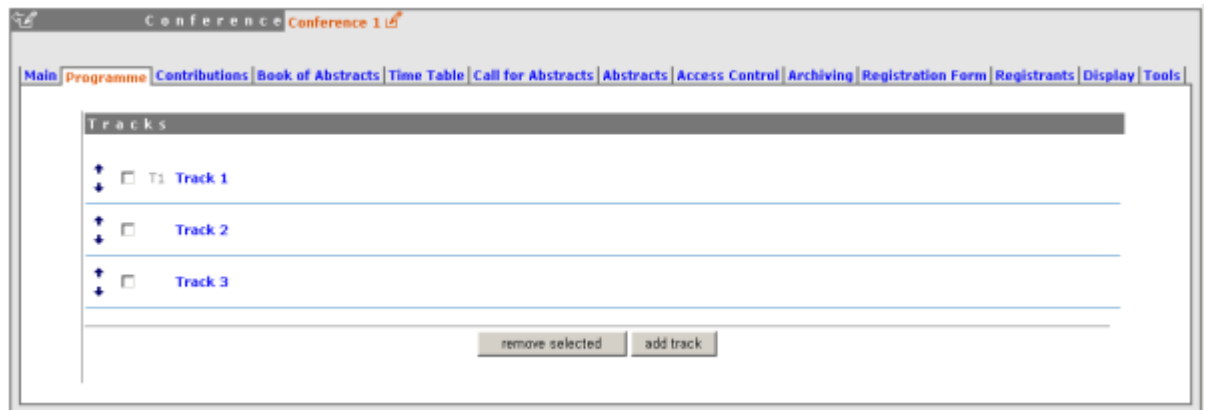 Conference Conference 1
Main Programme Contributions Book of Abstracts Time Table Call for Abstracts Abstracts Access Control Archiving Registration Form Registrants Display Tools
Tracks
T1 Track 1
Track 2
Track 3
remove selected add track